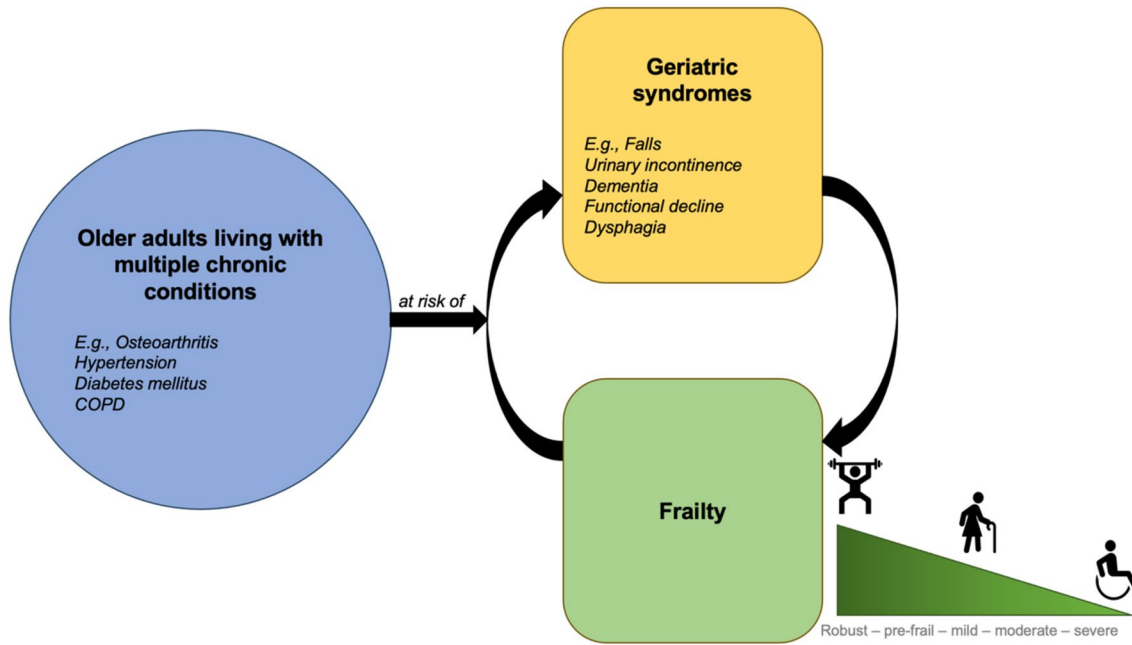 Older adults living with
multiple chronic
conditions
E.g., Osteoarthritis
Hypertension
Diabetes mellitus
COPD
at risk of
Geriatric
syndromes
E.g., Falls
Urinary incontinence
Dementia
Functional decline
Dysphagia
Frailty
Robust – pre-frail – mild – moderate – severe